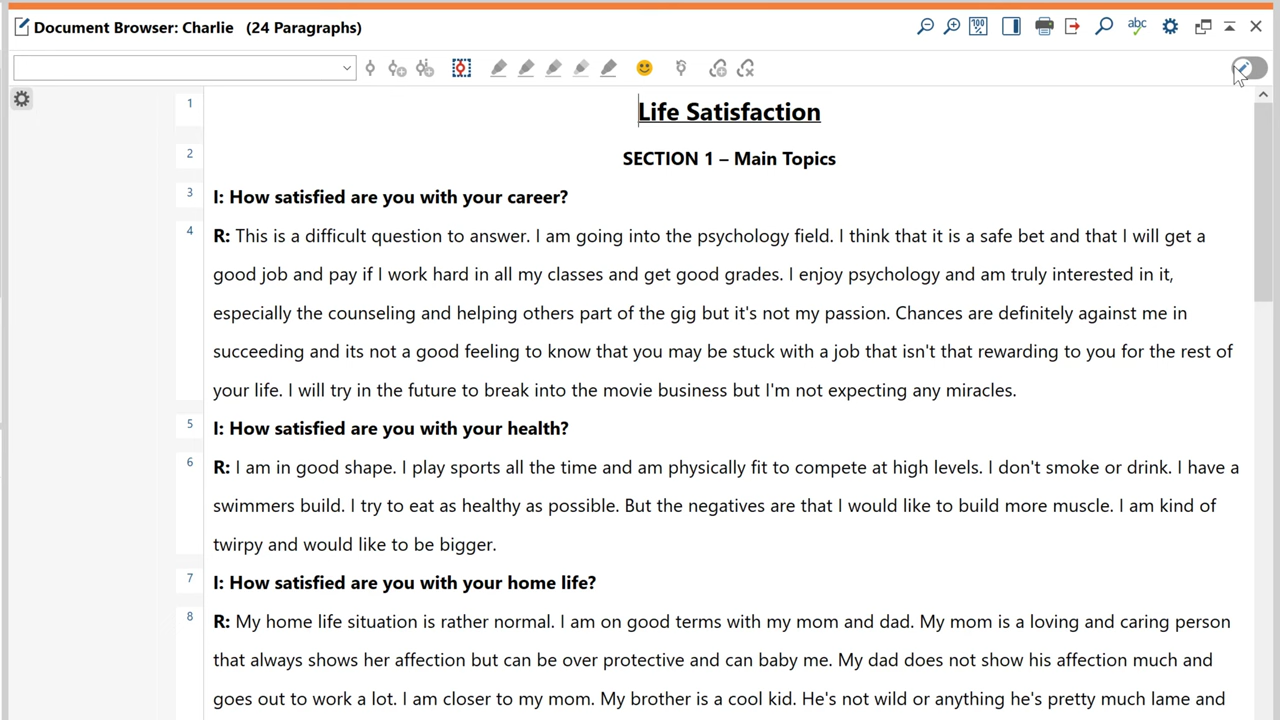 Document Browser: Charlie (24 Paragraphs)
100 %
abc
1 Life Satisfaction
2 SECTION 1 – Main Topics
3 I: How satisfied are you with your career?
4 R: This is a difficult question to answer. I am going into the psychology field. I think that it is a safe bet and that I will get a
good job and pay if I work hard in all my classes and get good grades. I enjoy psychology and am truly interested in it,
especially the counseling and helping others part of the gig but it's not my passion. Chances are definitely against me in
succeeding and its not a good feeling to know that you may be stuck with a job that isn't that rewarding to you for the rest of
your life. I will try in the future to break into the movie business but I'm not expecting any miracles.
5 I: How satisfied are you with your health?
6 R: I am in good shape. I play sports all the time and am physically fit to compete at high levels. I don't smoke or drink. I have a
swimmers build. I try to eat as healthy as possible. But the negatives are that I would like to build more muscle. I am kind of
twirpy and would like to be bigger.
7 I: How satisfied are you with your home life?
8 R: My home life situation is rather normal. I am on good terms with my mom and dad. My mom is a loving and caring person
that always shows her affection but can be over protective and can baby me. My dad does not show his affection much and
goes out to work a lot. I am closer to my mom. My brother is a cool kid. He's not wild or anything he's pretty much lame and